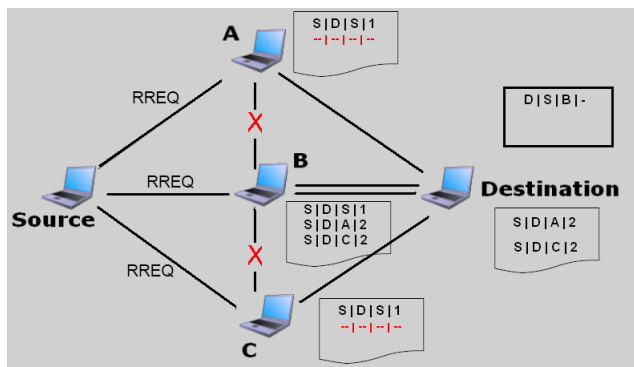 A
S|D|S|1
--|--|--|--
RREQ
X
D|S|B|-
B
RREQ
Source
Destination
S|D|S|1
S|D|A|2
S|D|C|2
S|D|A|2
S|D|C|2
X
RREQ
S|D|S|1
--|--|--|--
C